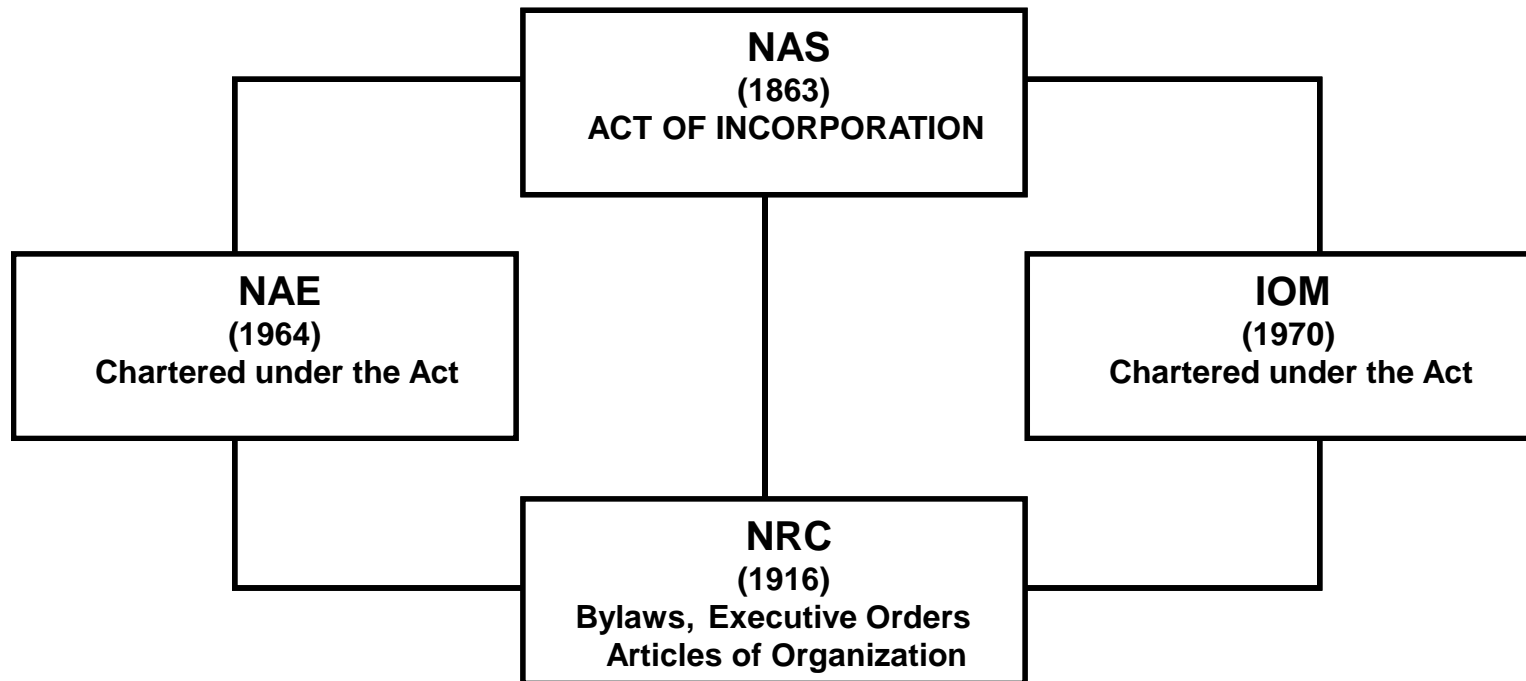 NAS
(1863)
ACT OF INCORPORATION
NAE
(1964)
Chartered under the Act
IOM
(1970)
Chartered under the Act
NRC
(1916)
Bylaws, Executive Orders
Articles of Organization